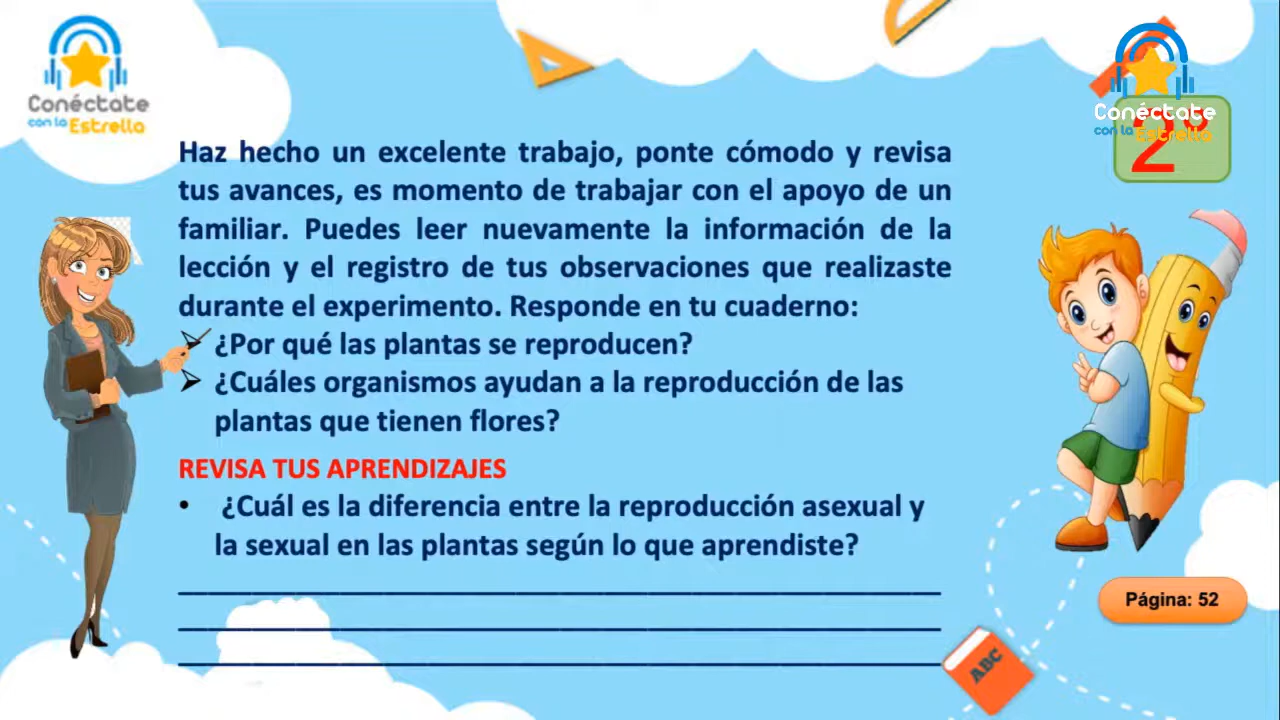 Conéctate
con la Estrella
Conéctate
con la Estrella
2º
Haz hecho un excelente trabajo, ponte cómodo y revisa
tus avances, es momento de trabajar con el apoyo de un
familiar. Puedes leer nuevamente la información de la
lección y el registro de tus observaciones que realizaste
durante el experimento. Responde en tu cuaderno:
¿Por qué las plantas se reproducen?
¿Cuáles organismos ayudan a la reproducción de las
plantas que tienen flores?
REVISA TUS APRENDIZAJES
• ¿Cuál es la diferencia entre la reproducción asexual y
la sexual en las plantas según lo que aprendiste?
Página: 52
ABC